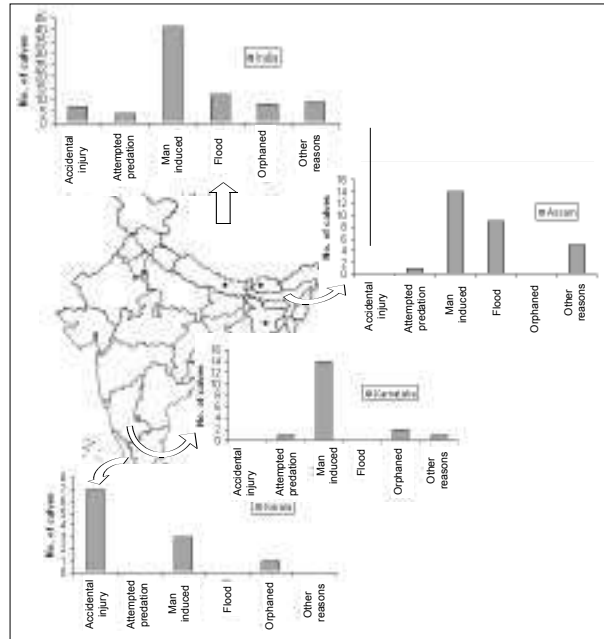 No. of calves
India
Accidental
injury
Attempted
predation
Man
induced
Flood
Orphaned
Other
reasons
No. of calves
16
14
12
10
8
6
4
2
0
Assam
Accidental
injury
Attempted
predation
Man
induced
Flood
Orphaned
Other
reasons
No. of calves
Karnataka
Accidental
injury
Attempted
predation
Man
induced
Flood
Orphaned
Other
reasons
No. of calves
Kerala
Accidental
injury
Attempted
predation
Man
induced
Flood
Orphaned
Other
reasons